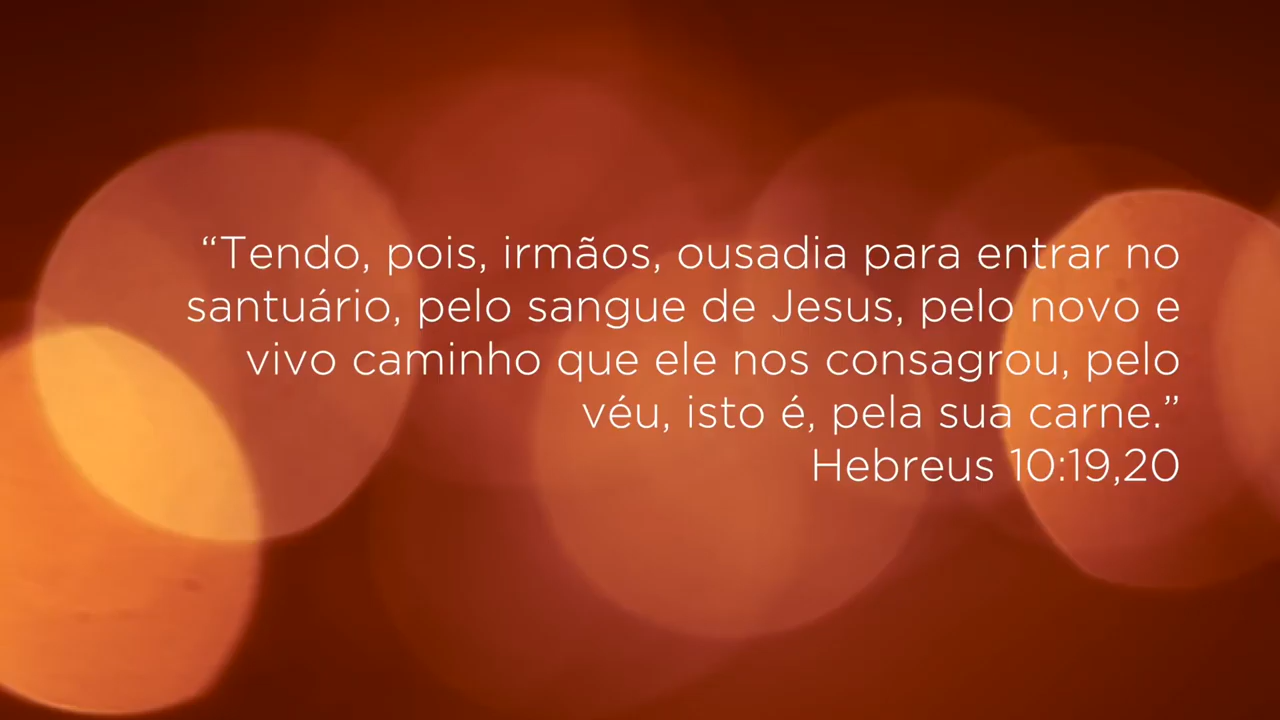 “Tendo, pois, irmãos, ousadia para entrar no
santuário, pelo sangue de Jesus, pelo novo e
vivo caminho que ele nos consagrou, pelo
véu, isto é, pela sua carne.”
Hebreus 10:19,20